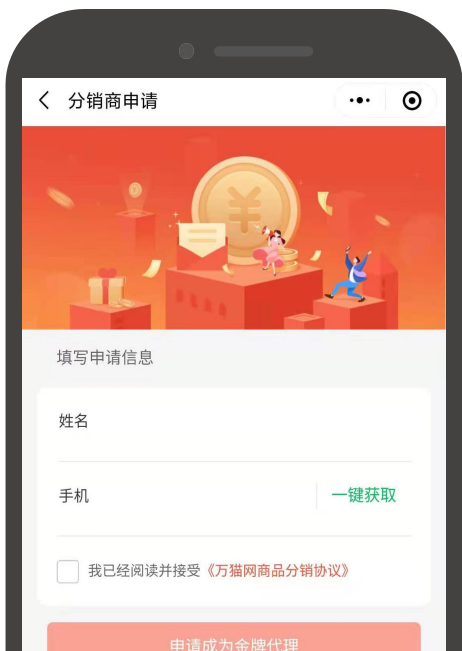 分销商申请
填写申请信息
姓名
手机 一键获取
我已经阅读并接受《万猫网商品分销协议》
申请成为金牌代理